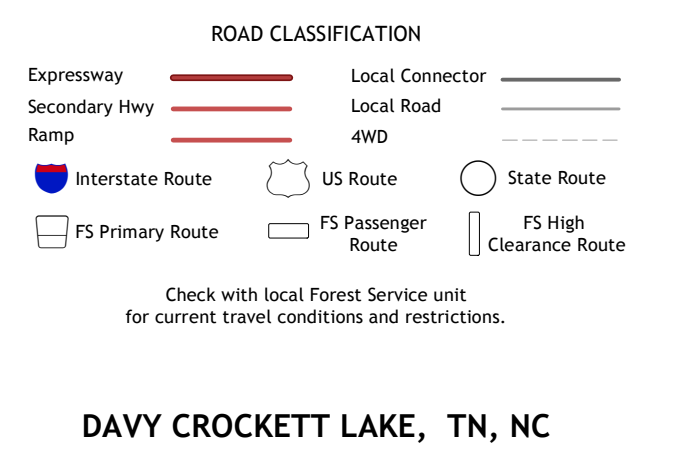 ROAD CLASSIFICATION
Expressway
Local Connector
Secondary Hwy
Local Road
Ramp
4WD
Interstate Route
US Route
State Route
FS Primary Route
FS Passenger
Route
FS High
Clearance Route
Check with local Forest Service unit
for current travel conditions and restrictions.
DAVY CROCKETT LAKE, TN, NC